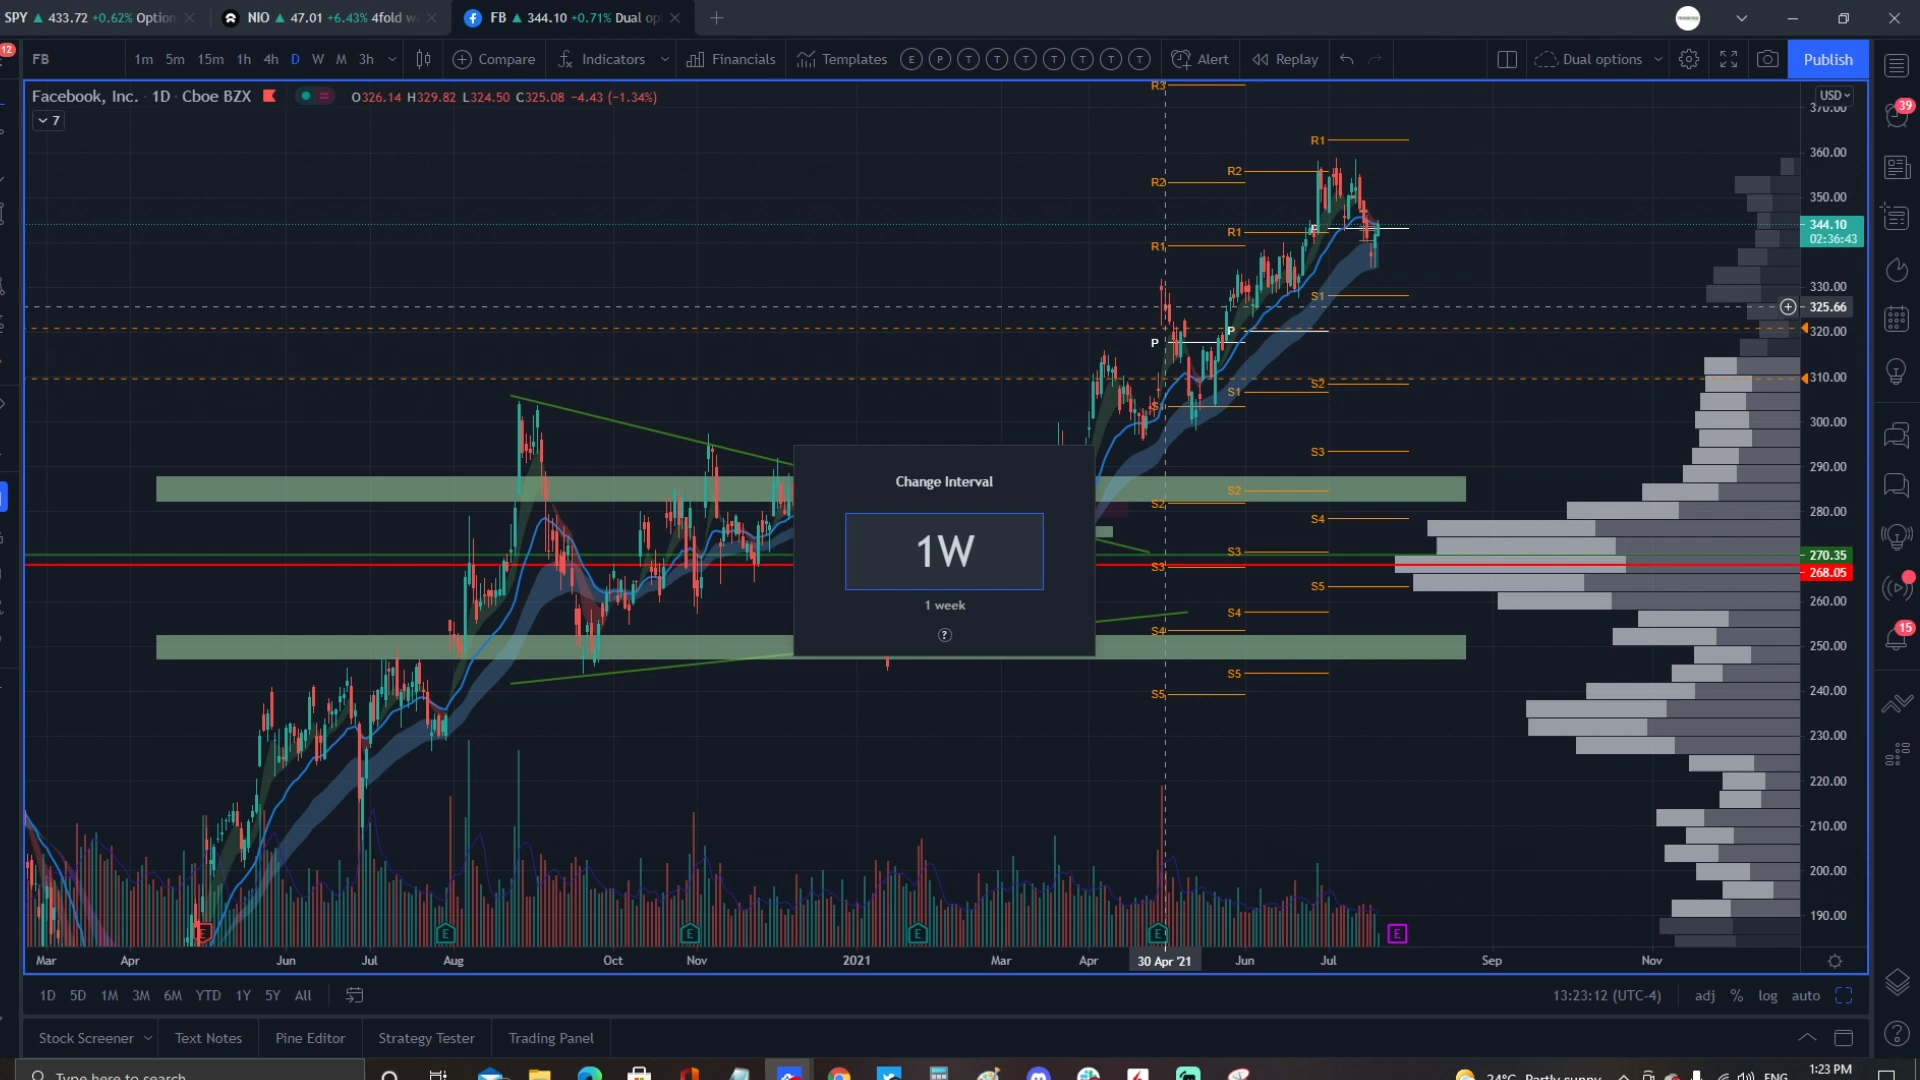 SPY ▲ 433.72 +0.62% Option
NIO ▲ 47.01 +6.43% 4fold w
FB ▲ 344.10 +0.71% Dual op
12
FB
1m 5m 15m 1h 4h D W M 3h
Compare
Indicators
Financials
Templates
E P T T T T T T T
Alert
Replay
Dual options
Publish
Facebook, Inc. · 1D · Cboe BZX
O326.14 H329.82 L324.50 C325.08 −4.43 (−1.34%)
7
USD
370.00
39
R3
R1
360.00
R2
R2
350.00
344.10
02:36:43
R1
P
R1
330.00
S1
325.66
320.00
P
P
310.00
S2
S1
S1
300.00
S3
290.00
Change Interval
S2
S2
280.00
S4
1W
270.35
S3
S3
268.05
S5
260.00
1 week
S4
S4
250.00
15
?
S5
240.00
S5
230.00
220.00
210.00
200.00
190.00
E E E E E E
Mar Apr Jun Jul Aug Oct Nov 2021 Mar Apr 30 Apr '21 Jun Jul Sep Nov
1D 5D 1M 3M 6M YTD 1Y 5Y All
13:23:12 (UTC-4)
adj % log auto
Stock Screener
Text Notes
Pine Editor
Strategy Tester
Trading Panel
Type here to search
24°C Partly sunny
ENG
1:23 PM